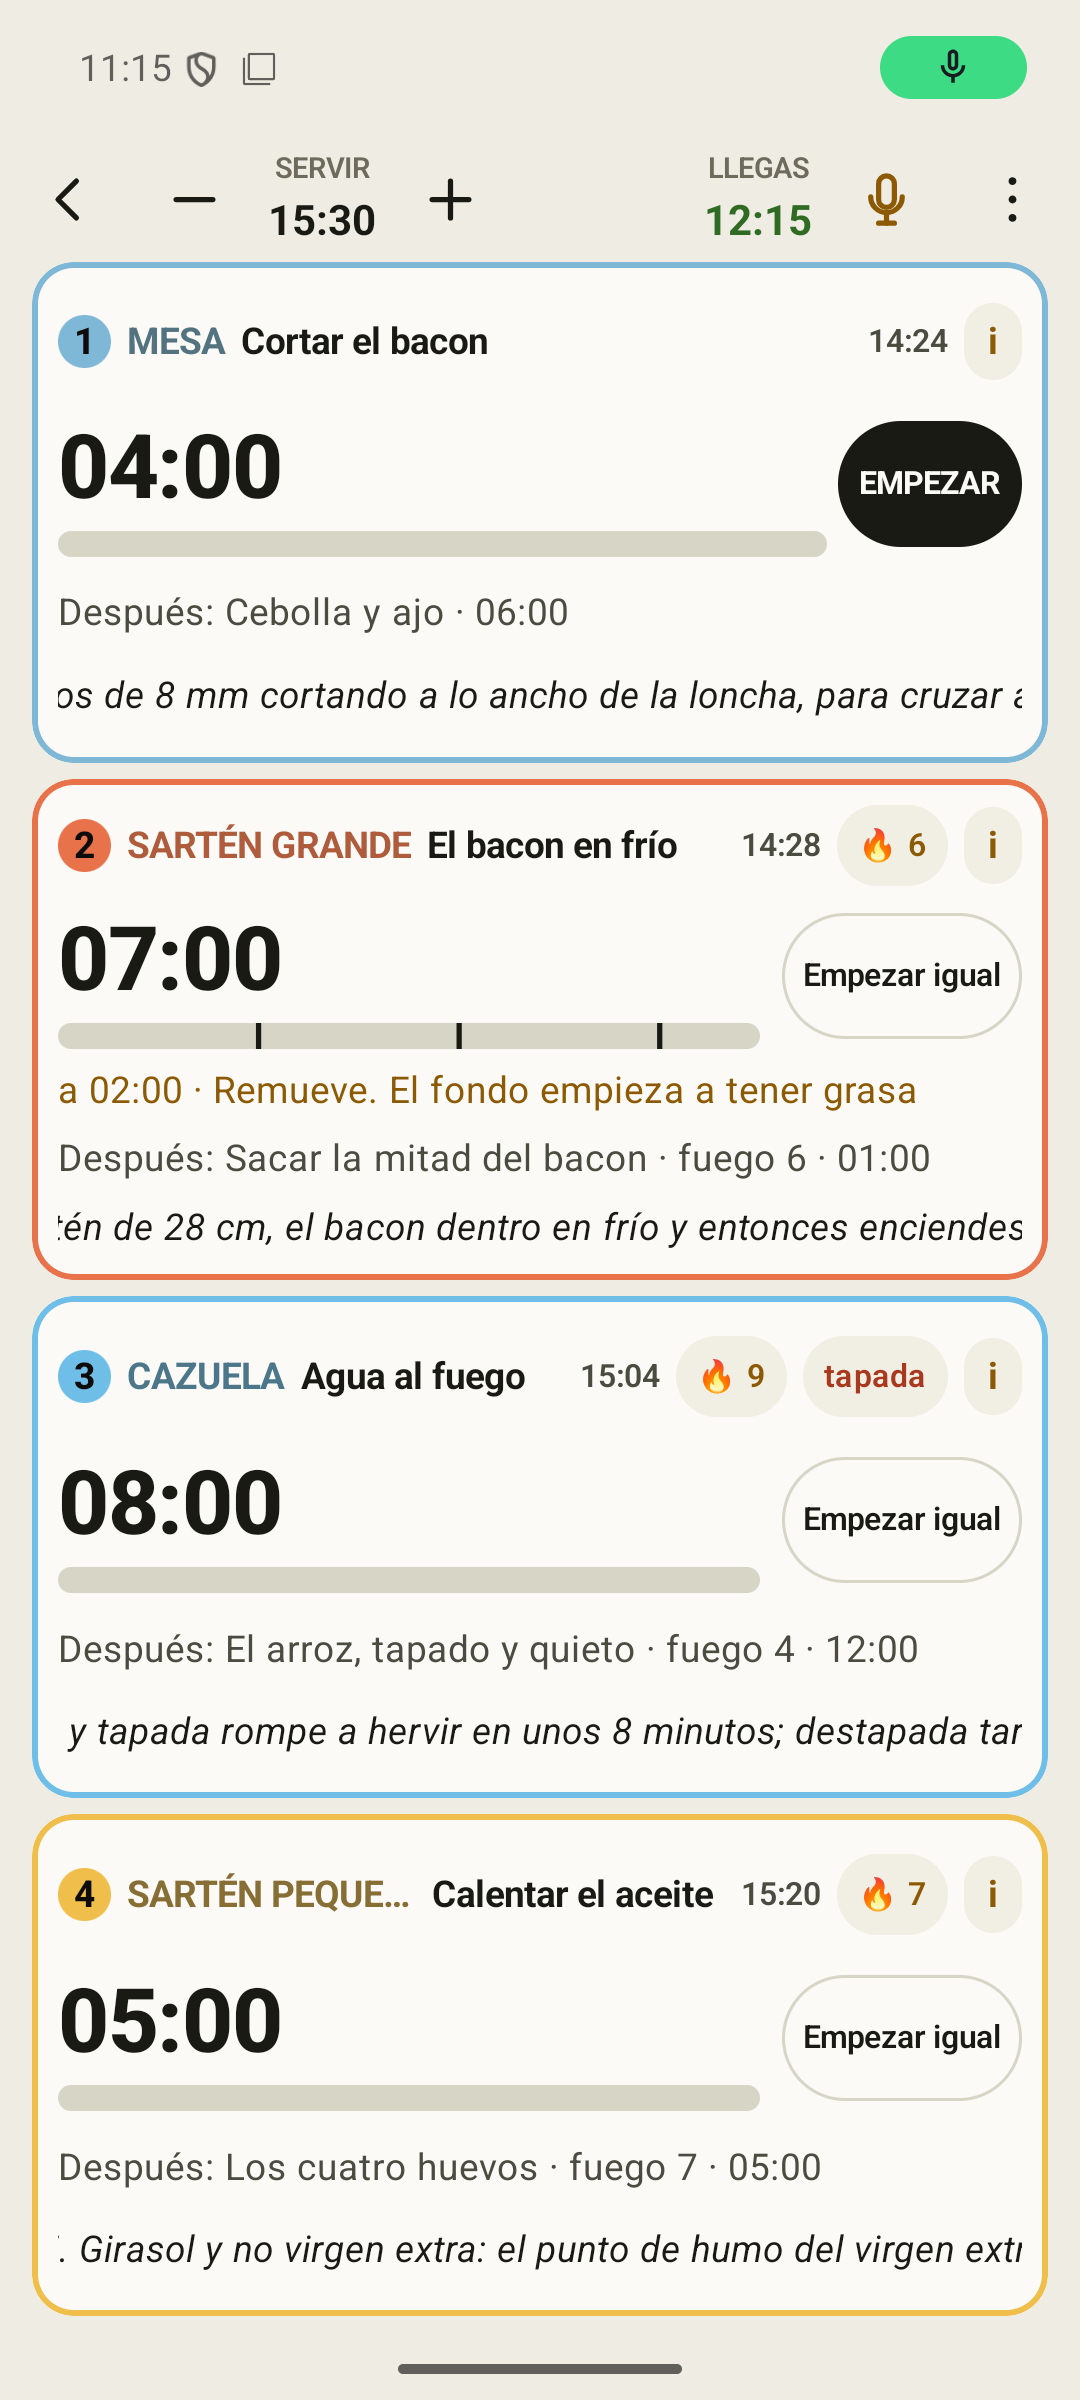 11:15
SERVIR
15:30
LLEGAS
12:15
1 MESA Cortar el bacon 14:24 i
04:00
EMPEZAR
Después: Cebolla y ajo · 06:00
os de 8 mm cortando a lo ancho de la loncha, para cruzar
2 SARTÉN GRANDE El bacon en frío 14:28 🔥 6 i
07:00
Empezar igual
a 02:00 · Remueve. El fondo empieza a tener grasa
Después: Sacar la mitad del bacon · fuego 6 · 01:00
tén de 28 cm, el bacon dentro en frío y entonces enciendes
3 CAZUELA Agua al fuego 15:04 🔥 9 tapada i
08:00
Empezar igual
Después: El arroz, tapado y quieto · fuego 4 · 12:00
y tapada rompe a hervir en unos 8 minutos; destapada tar
4 SARTÉN PEQUE... Calentar el aceite 15:20 🔥 7 i
05:00
Empezar igual
Después: Los cuatro huevos · fuego 7 · 05:00
. Girasol y no virgen extra: el punto de humo del virgen extr